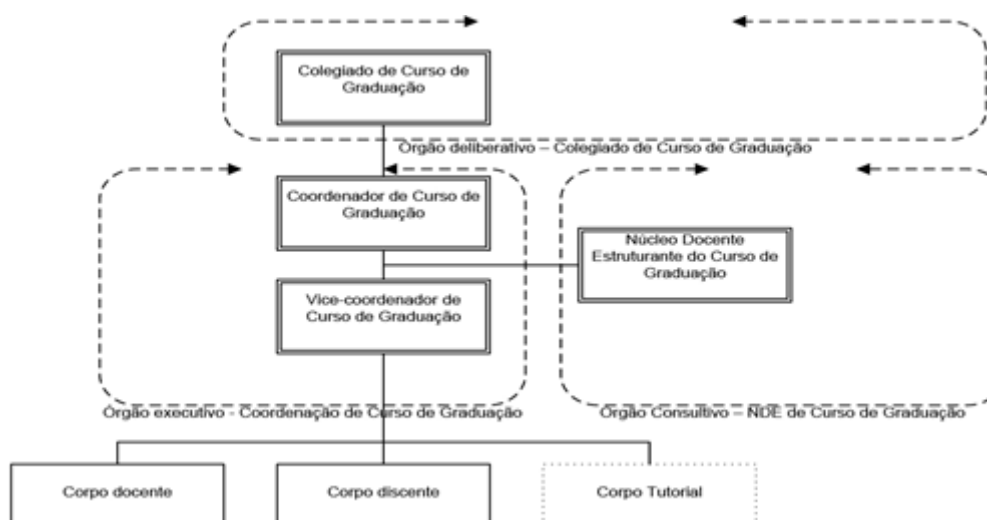 Colegiado de Curso de
Graduação
Órgão deliberativo – Colegiado de Curso de Graduação
Coordenador de Curso de
Graduação
Núcleo Docente
Estruturante do Curso de
Graduação
Vice-coordenador de
Curso de Graduação
Órgão executivo - Coordenação de Curso de Graduação
Órgão Consultivo – NDE de Curso de Graduação
Corpo docente
Corpo discente
Corpo Tutorial